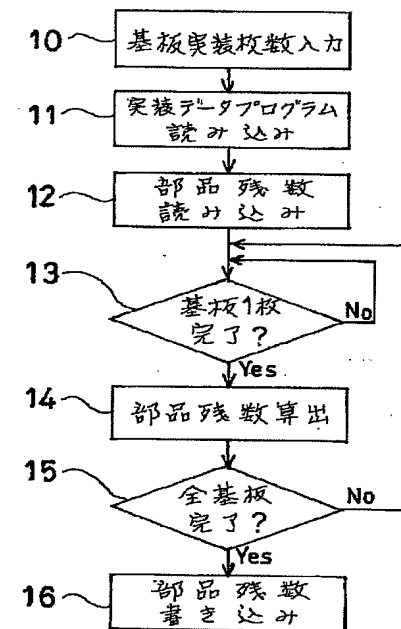 10
基板実装枚数入力
11
実装データプログラム
読み込み
12
部品残数
読み込み
13
基板1枚
完了?
No
Yes
14
部品残数算出
15
全基板
完了?
No
Yes
16
部品残数
書き込み